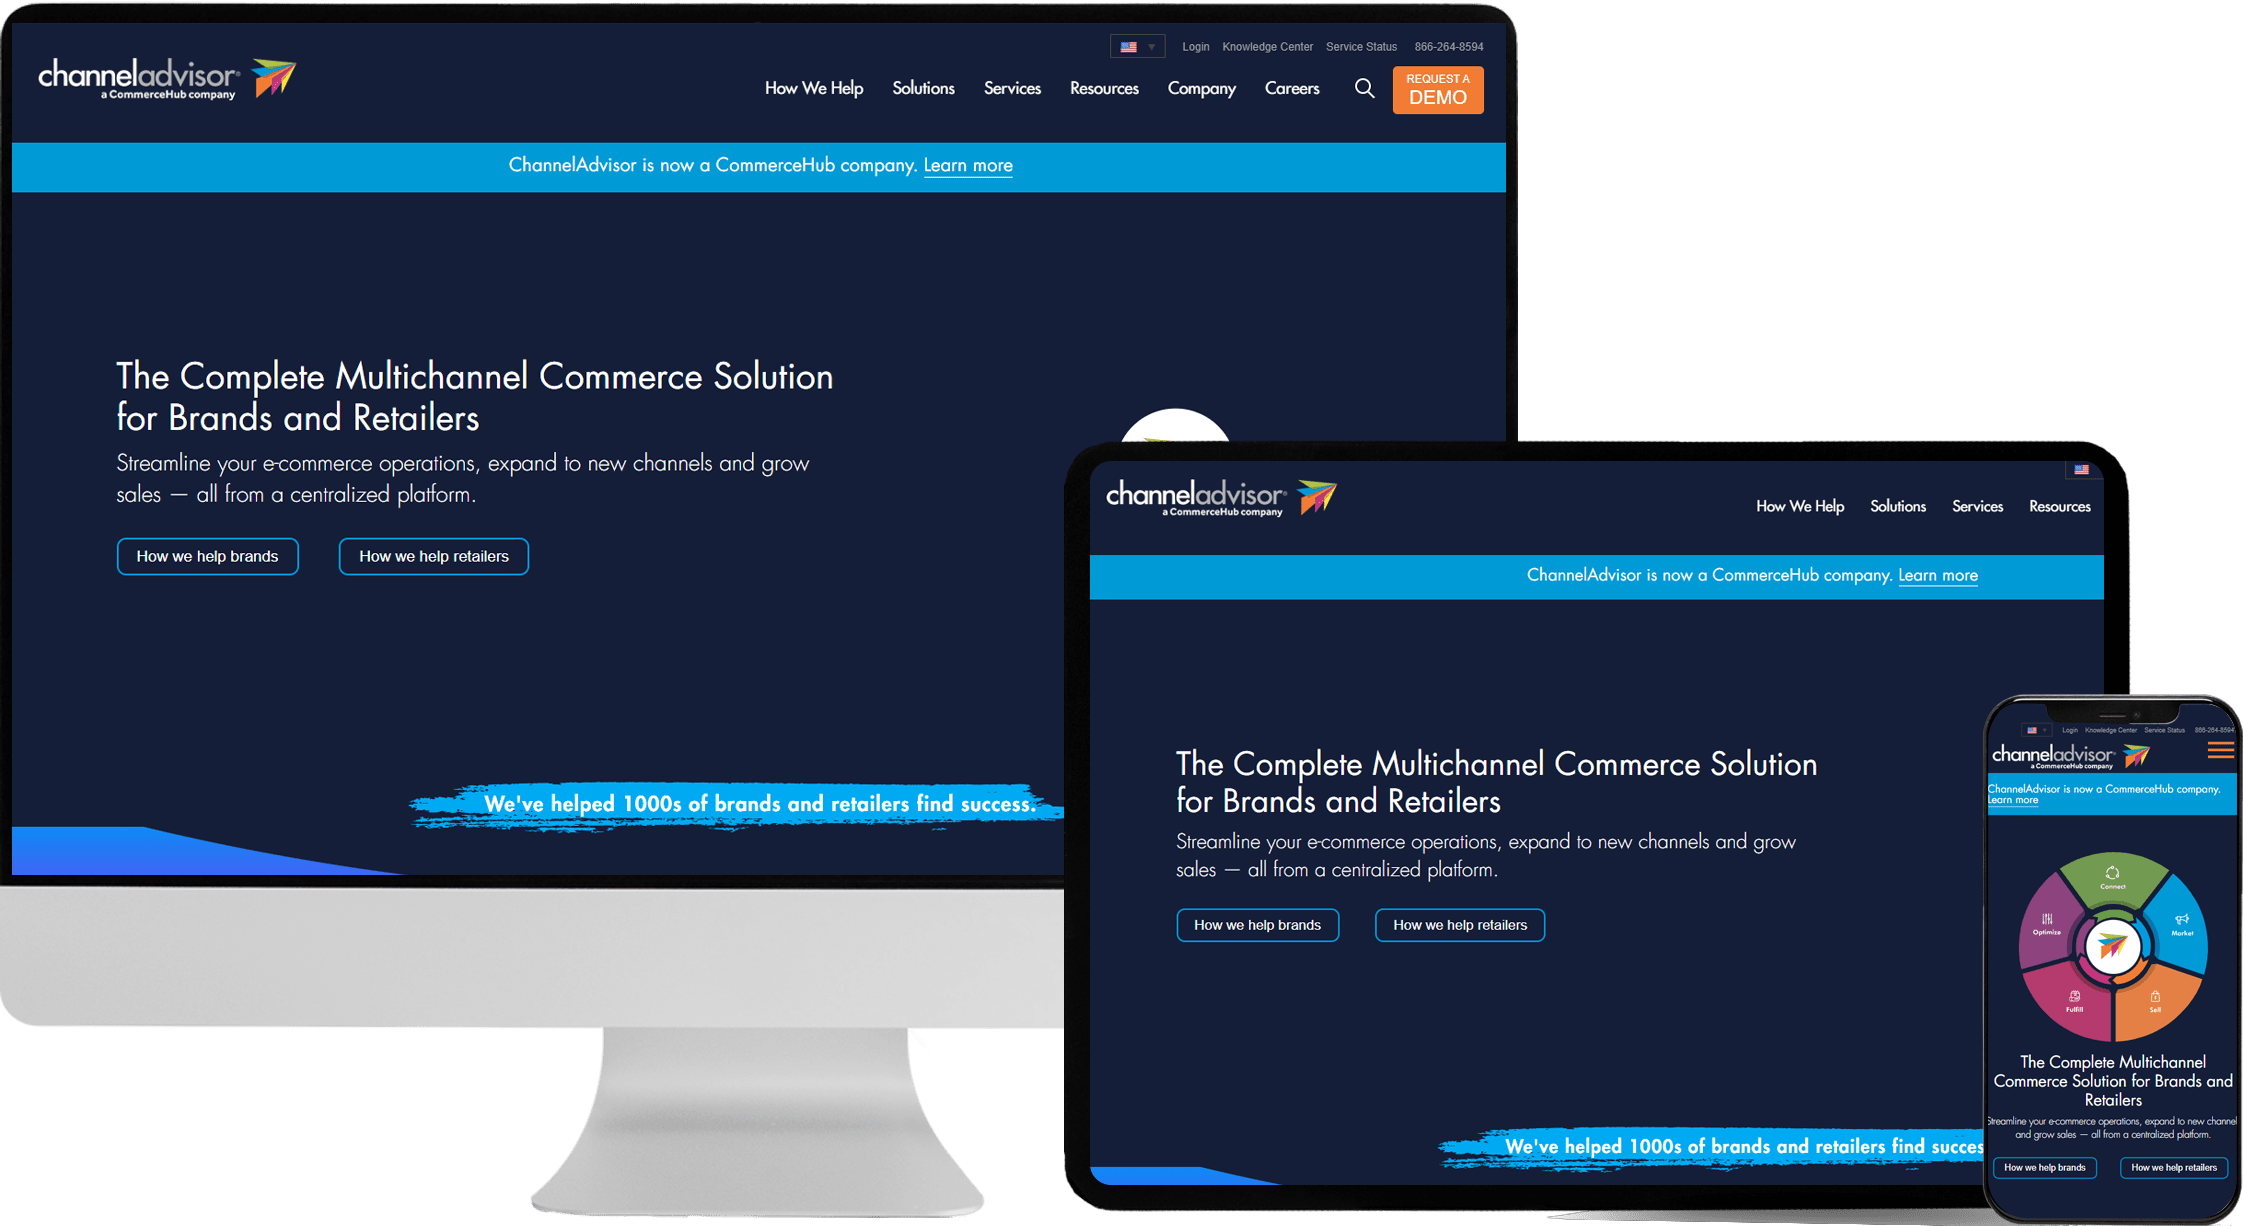 Login Knowledge Center Service Status 866-264-8594
channeladvisor®
a CommerceHub company
How We Help Solutions Services Resources Company Careers
REQUEST A
DEMO
ChannelAdvisor is now a CommerceHub company. Learn more
The Complete Multichannel Commerce Solution
for Brands and Retailers
Streamline your e-commerce operations, expand to new channels and grow
sales — all from a centralized platform.
How we help brands How we help retailers
We've helped 1000s of brands and retailers find success.
channeladvisor®
a CommerceHub company
How We Help Solutions Services Resources
ChannelAdvisor is now a CommerceHub company. Learn more
The Complete Multichannel Commerce Solution
for Brands and Retailers
Streamline your e-commerce operations, expand to new channels and grow
sales — all from a centralized platform.
How we help brands How we help retailers
We've helped 1000s of brands and retailers find succes
Login Knowledge Center Service Status 866-264-8594
channeladvisor®
a CommerceHub company
ChannelAdvisor is now a CommerceHub company.
Learn more
Connect
Optimize
Market
Fulfill
Sell
The Complete Multichannel
Commerce Solution for Brands and
Retailers
Streamline your e-commerce operations, expand to new channel
and grow sales — all from a centralized platform.
How we help brands How we help retailers